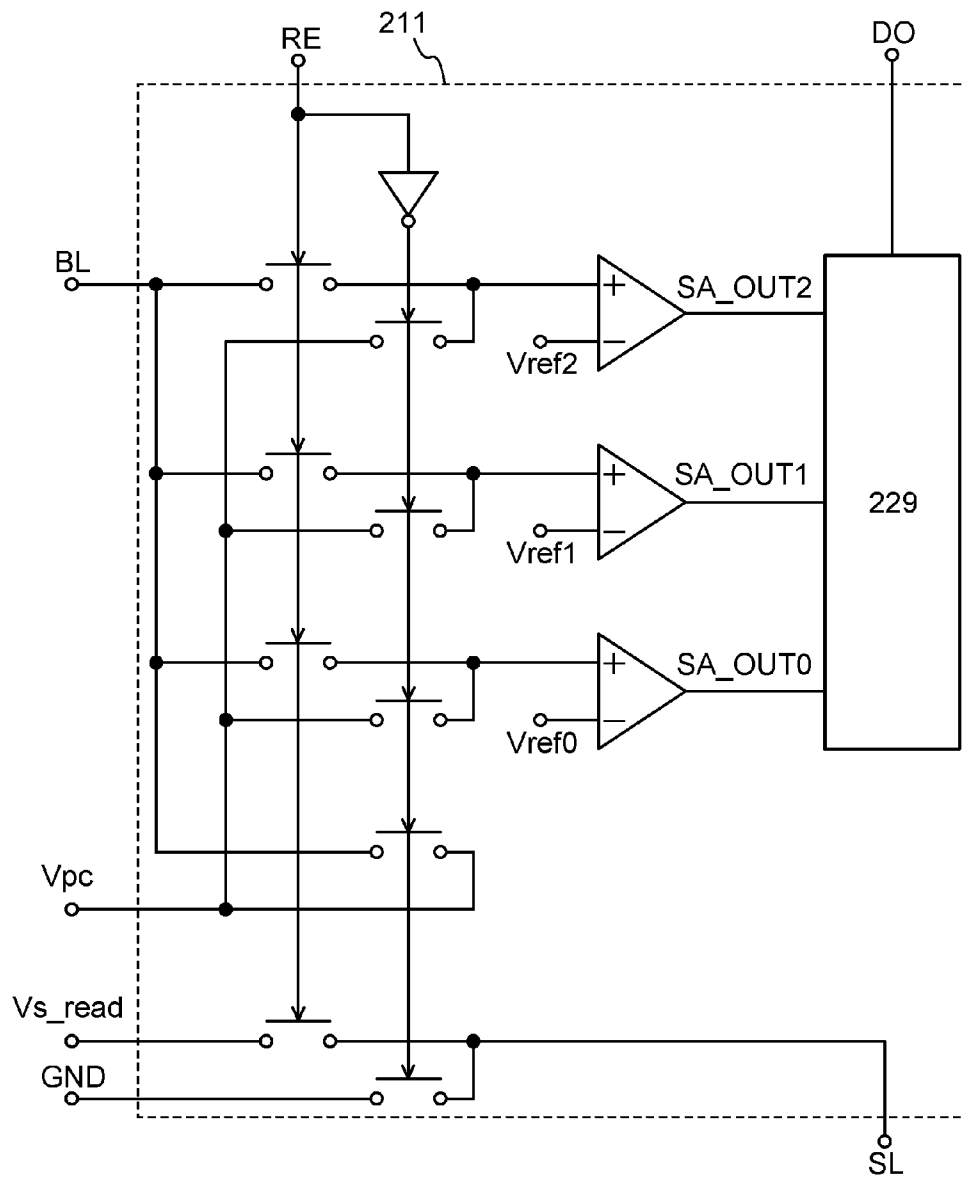 211
RE
DO
BL
+
SA_OUT2
−
Vref2
+
SA_OUT1
−
Vref1
229
+
SA_OUT0
−
Vref0
Vpc
Vs_read
GND
SL